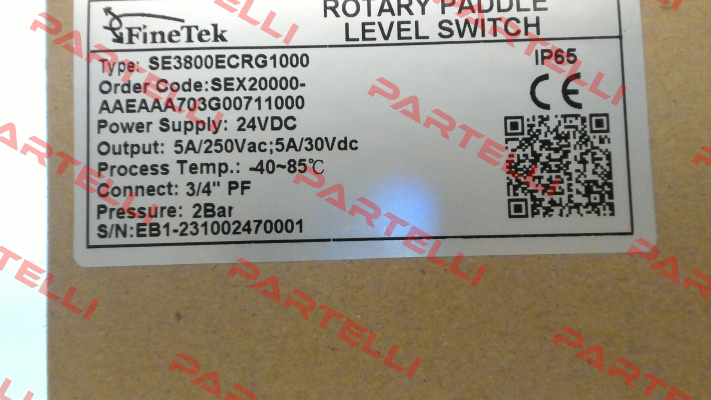 ROTARY PADDLE
LEVEL SWITCH
FineTek
Type: SE3800ECRG1000
Order Code:SEX20000-
AAEAAA703G00711000
Power Supply: 24VDC
Output: 5A/250Vac;5A/30Vdc
Process Temp.: -40~85℃
Connect: 3/4" PF
Pressure: 2Bar
S/N:EB1-231002470001
IP65
CE
PARTELLI
PARTELLI
PARTELLI
PARTELLI
PARTELLI
PARTELLI
PARTELLI